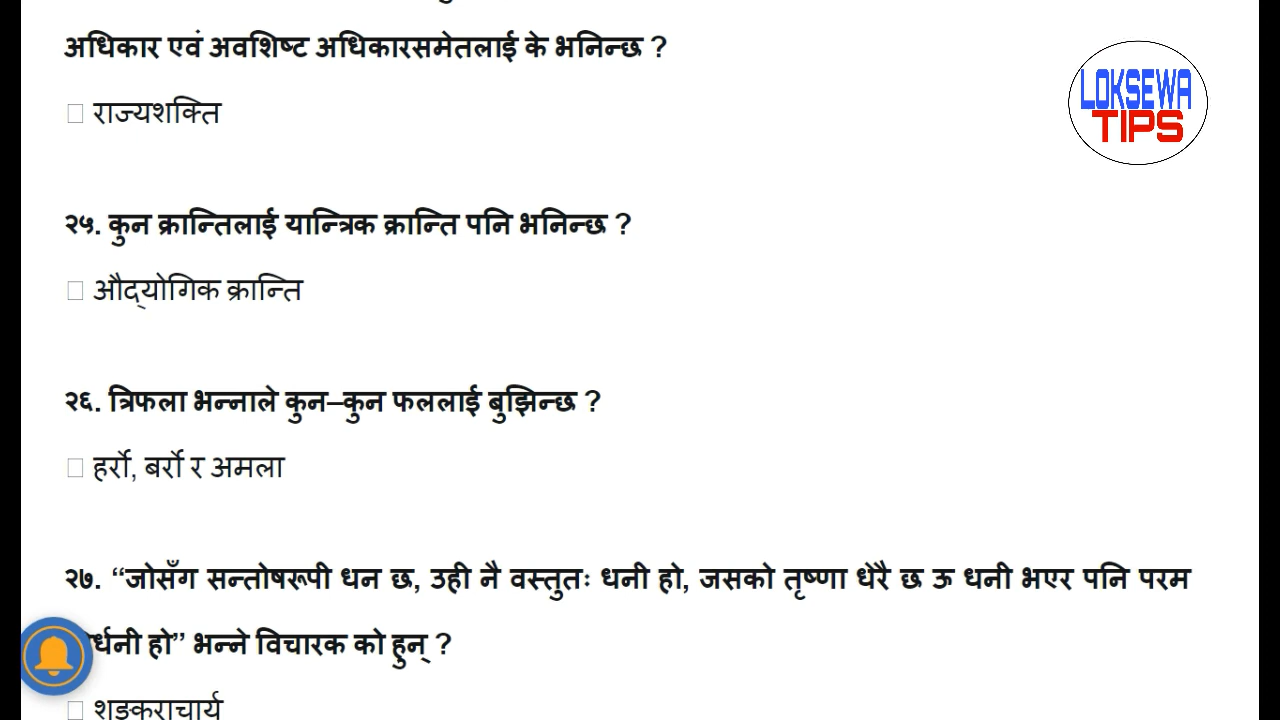 अधिकार एवं अवशिष्ट अधिकारसमेतलाई के भनिन्छ ?
LOKSEWA
TIPS
राज्यशक्ति
२५. कुन क्रान्तिलाई यान्त्रिक क्रान्ति पनि भनिन्छ ?
औद्‌योगिक क्रान्ति
२६. त्रिफला भन्नाले कुन–कुन फललाई बुझिन्छ ?
हर्रो, बर्रो र अमला
२७. “जोसँग सन्तोषरूपी धन छ, उही नै वस्तुतः धनी हो, जसको तृष्णा धेरै छ ऊ धनी भएर पनि परम
हो” भन्ने विचारक को हुन् ?
शङ्कराचार्य